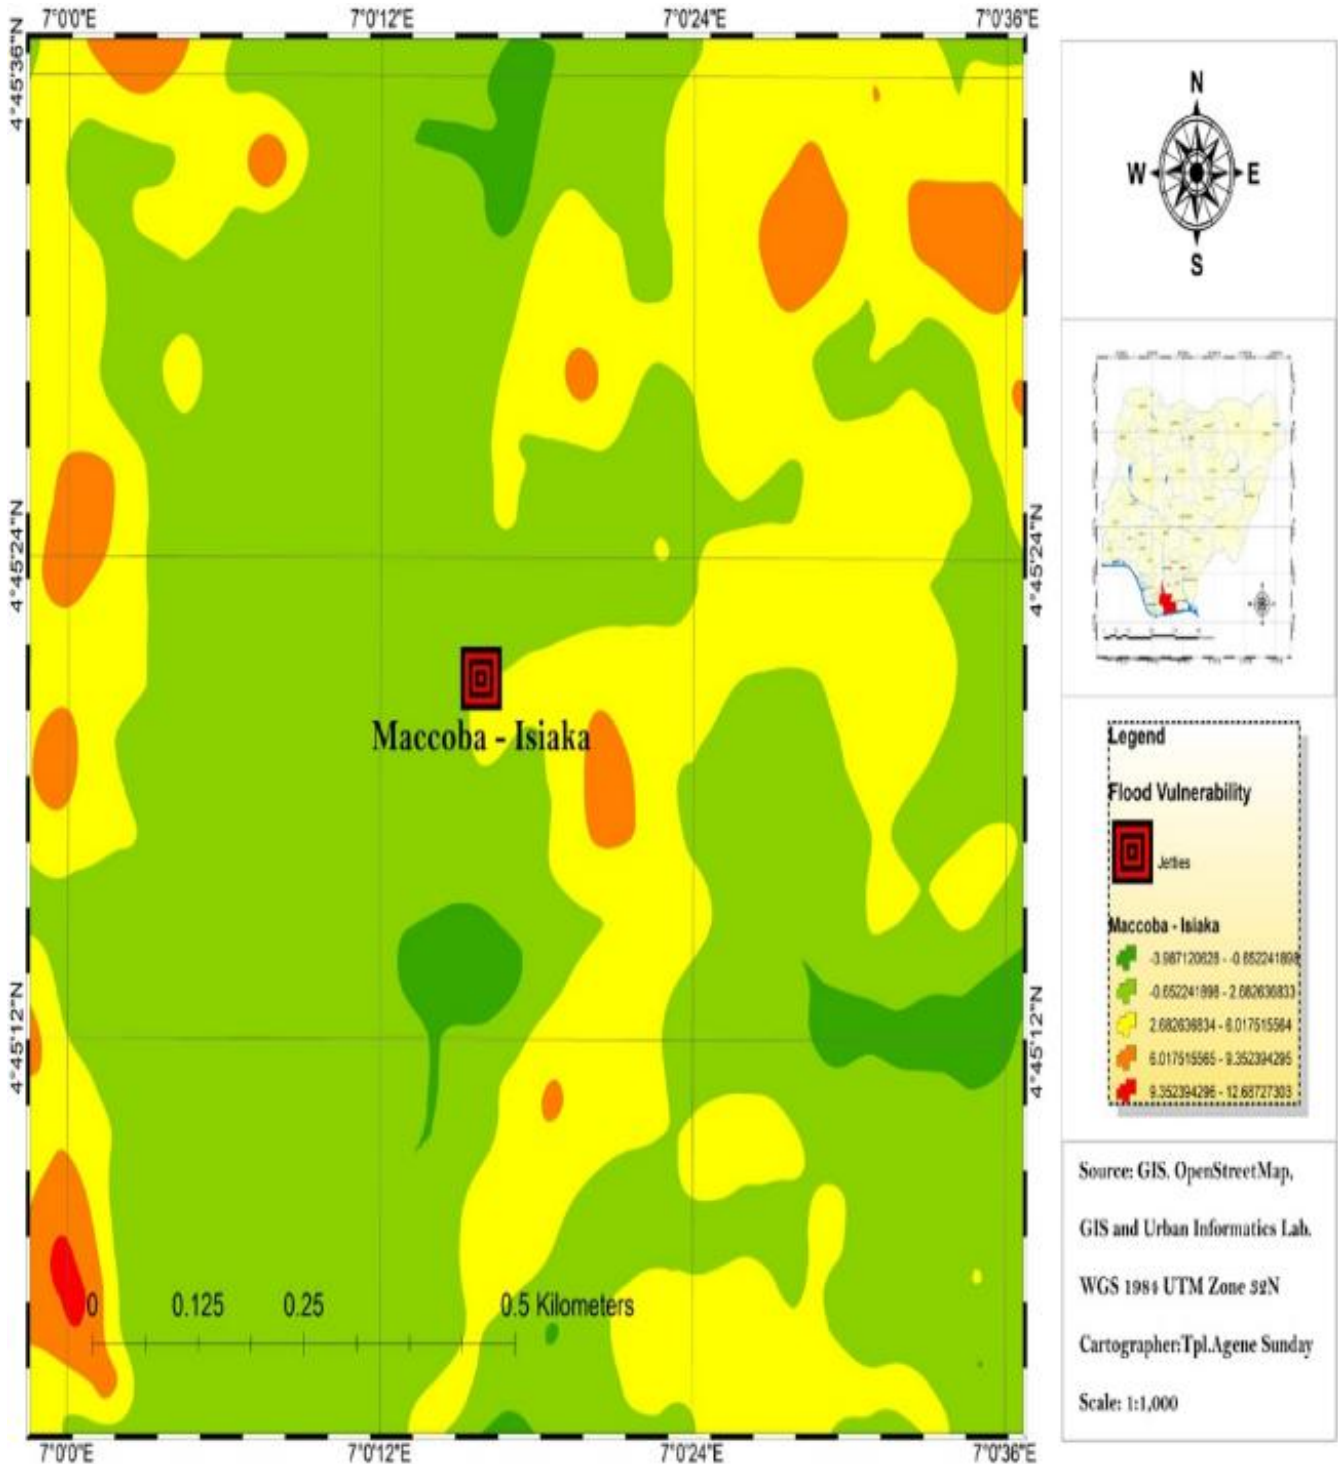 7°0'0"E 7°0'12"E 7°0'24"E 7°0'36"E
4°45'36"N
4°45'24"N 4°45'24"N
4°45'12"N 4°45'12"N
Maccoba - Isiaka
0 0.125 0.25 0.5 Kilometers
7°0'0"E 7°0'12"E 7°0'24"E 7°0'36"E
N
W E
S
Legend
Flood Vulnerability
Jetties
Maccoba - Isiaka
-3.987120628 - -0.652241898
-0.652241898 - 2.682636833
2.682636834 - 6.017515564
6.017515565 - 9.352394295
9.352394296 - 12.68727303
Source: GIS. OpenStreetMap,
GIS and Urban Informatics Lab.
WGS 1984 UTM Zone 32N
Cartographer:Tpl.Agene Sunday
Scale: 1:1,000